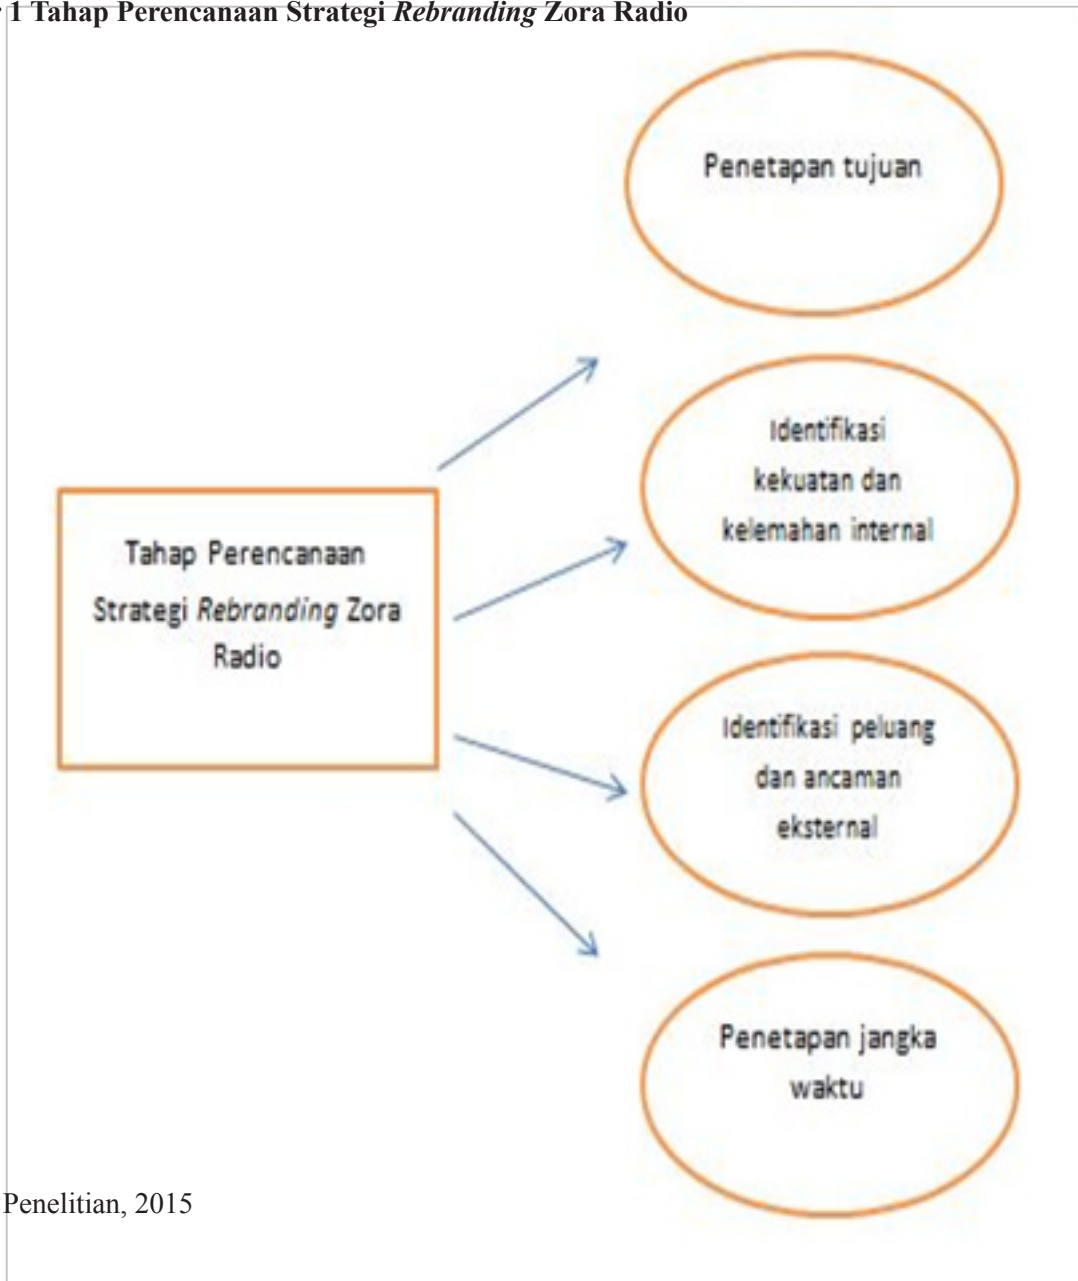 1 Tahap Perencanaan Strategi Rebranding Zora Radio
Penetapan tujuan
Identifikasi
kekuatan dan
kelemahan internal
Tahap Perencanaan
Strategi Rebranding Zora
Radio
Identifikasi peluang
dan ancaman
eksternal
Penetapan jangka
waktu
Penelitian, 2015